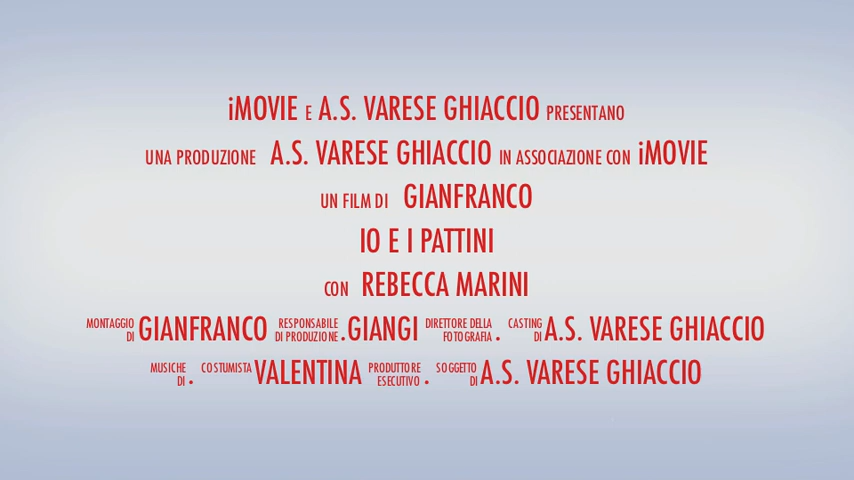 iMOVIE E A.S. VARESE GHIACCIO PRESENTANO
UNA PRODUZIONE A.S. VARESE GHIACCIO IN ASSOCIAZIONE CON iMOVIE
UN FILM DI GIANFRANCO
IO E I PATTINI
CON REBECCA MARINI
MONTAGGIO DI GIANFRANCO RESPONSABILE DI PRODUZIONE .GIANGI DIRETTORE DELLA FOTOGRAFIA . CASTING DI A.S. VARESE GHIACCIO
MUSICHE DI . COSTUMISTA VALENTINA PRODUTTORE ESECUTIVO . SOGGETTO DI A.S. VARESE GHIACCIO